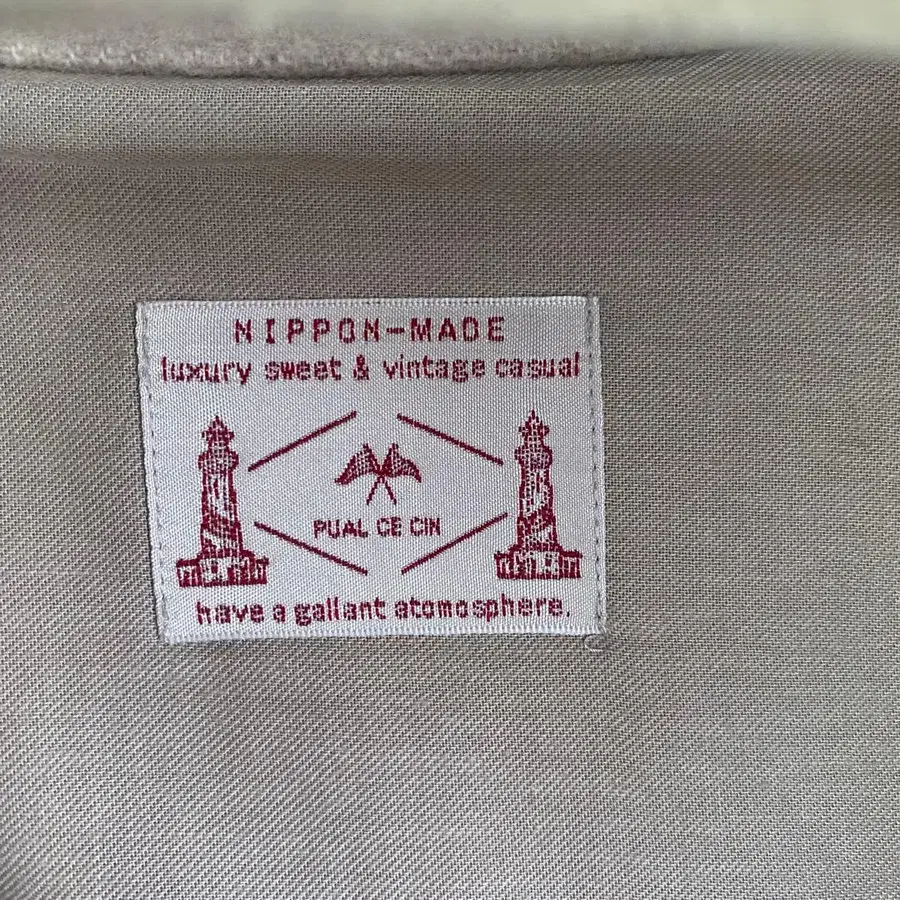 NIPPON-MADE
luxury sweet & vintage casual
PUAL CE CIN
have a gallant atomosphere.